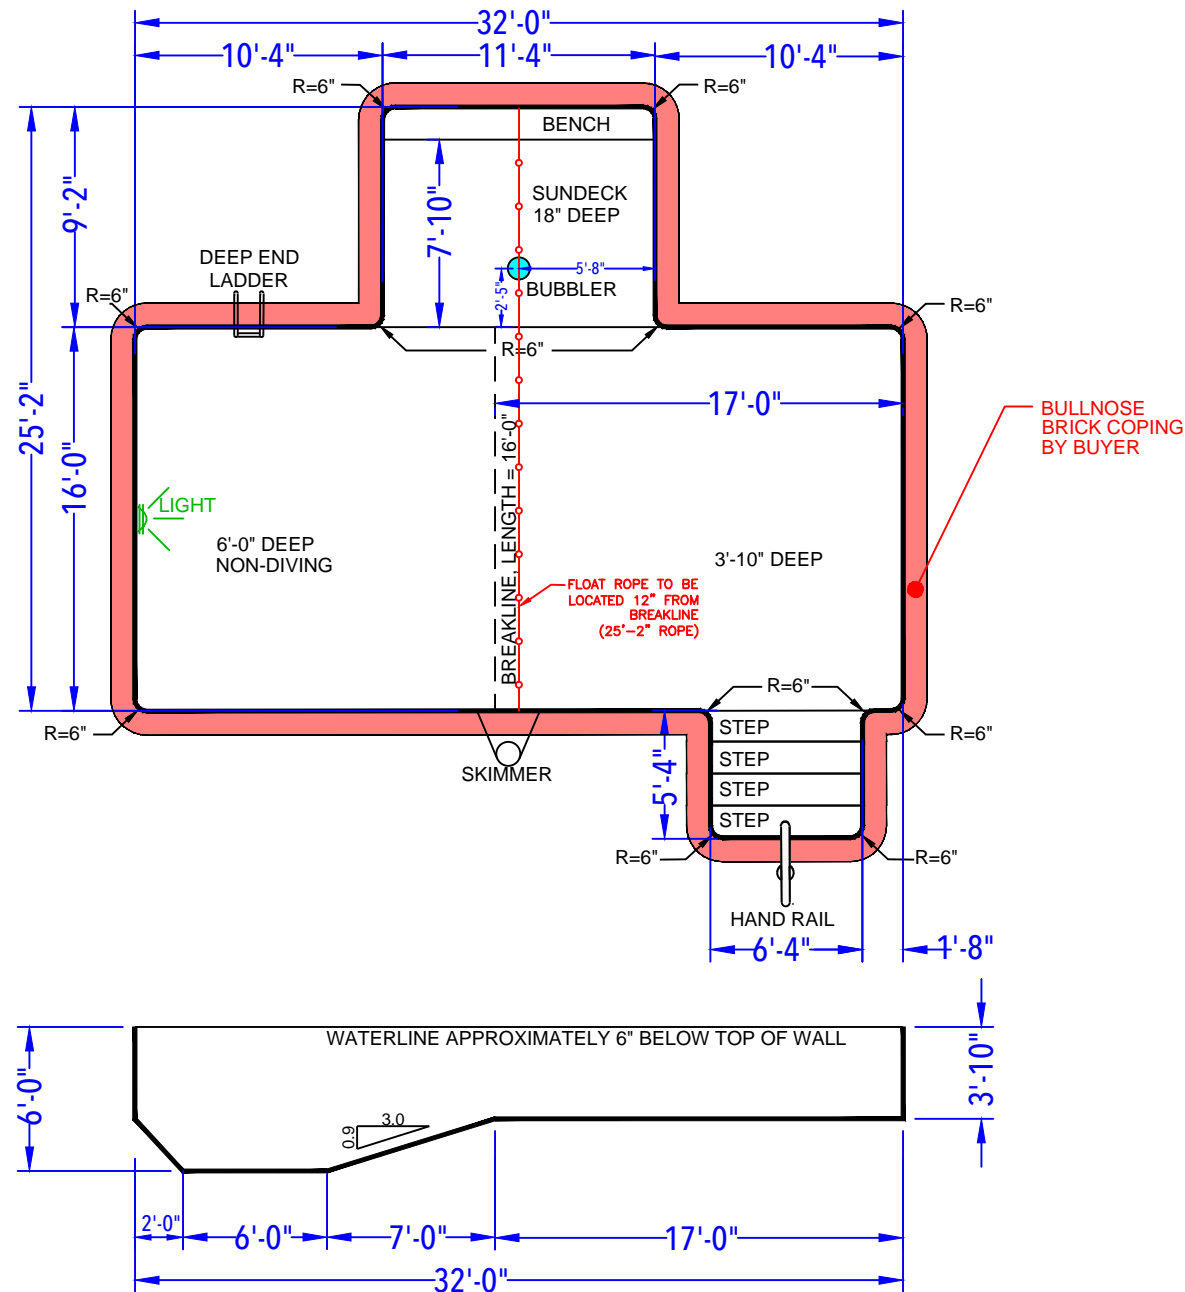 32'-0"
10'-4"
11'-4"
10'-4"
R=6"
R=6"
BENCH
9'-2"
7'-10"
SUNDECK
18" DEEP
DEEP END
LADDER
5'-8"
2'-5"
BUBBLER
R=6"
R=6"
R=6"
25'-2"
16'-0"
17'-0"
BULLNOSE
BRICK COPING
BY BUYER
BREAKLINE, LENGTH = 16'-0"
LIGHT
6'-0" DEEP
NON-DIVING
3'-10" DEEP
FLOAT ROPE TO BE
LOCATED 12" FROM
BREAKLINE
(25'-2" ROPE)
R=6"
R=6"
R=6"
STEP
STEP
STEP
STEP
SKIMMER
5'-4"
R=6"
R=6"
HAND RAIL
6'-4"
1'-8"
WATERLINE APPROXIMATELY 6" BELOW TOP OF WALL
6'-0"
3'-10"
3.0
0.9
2'-0"
6'-0"
7'-0"
17'-0"
32'-0"